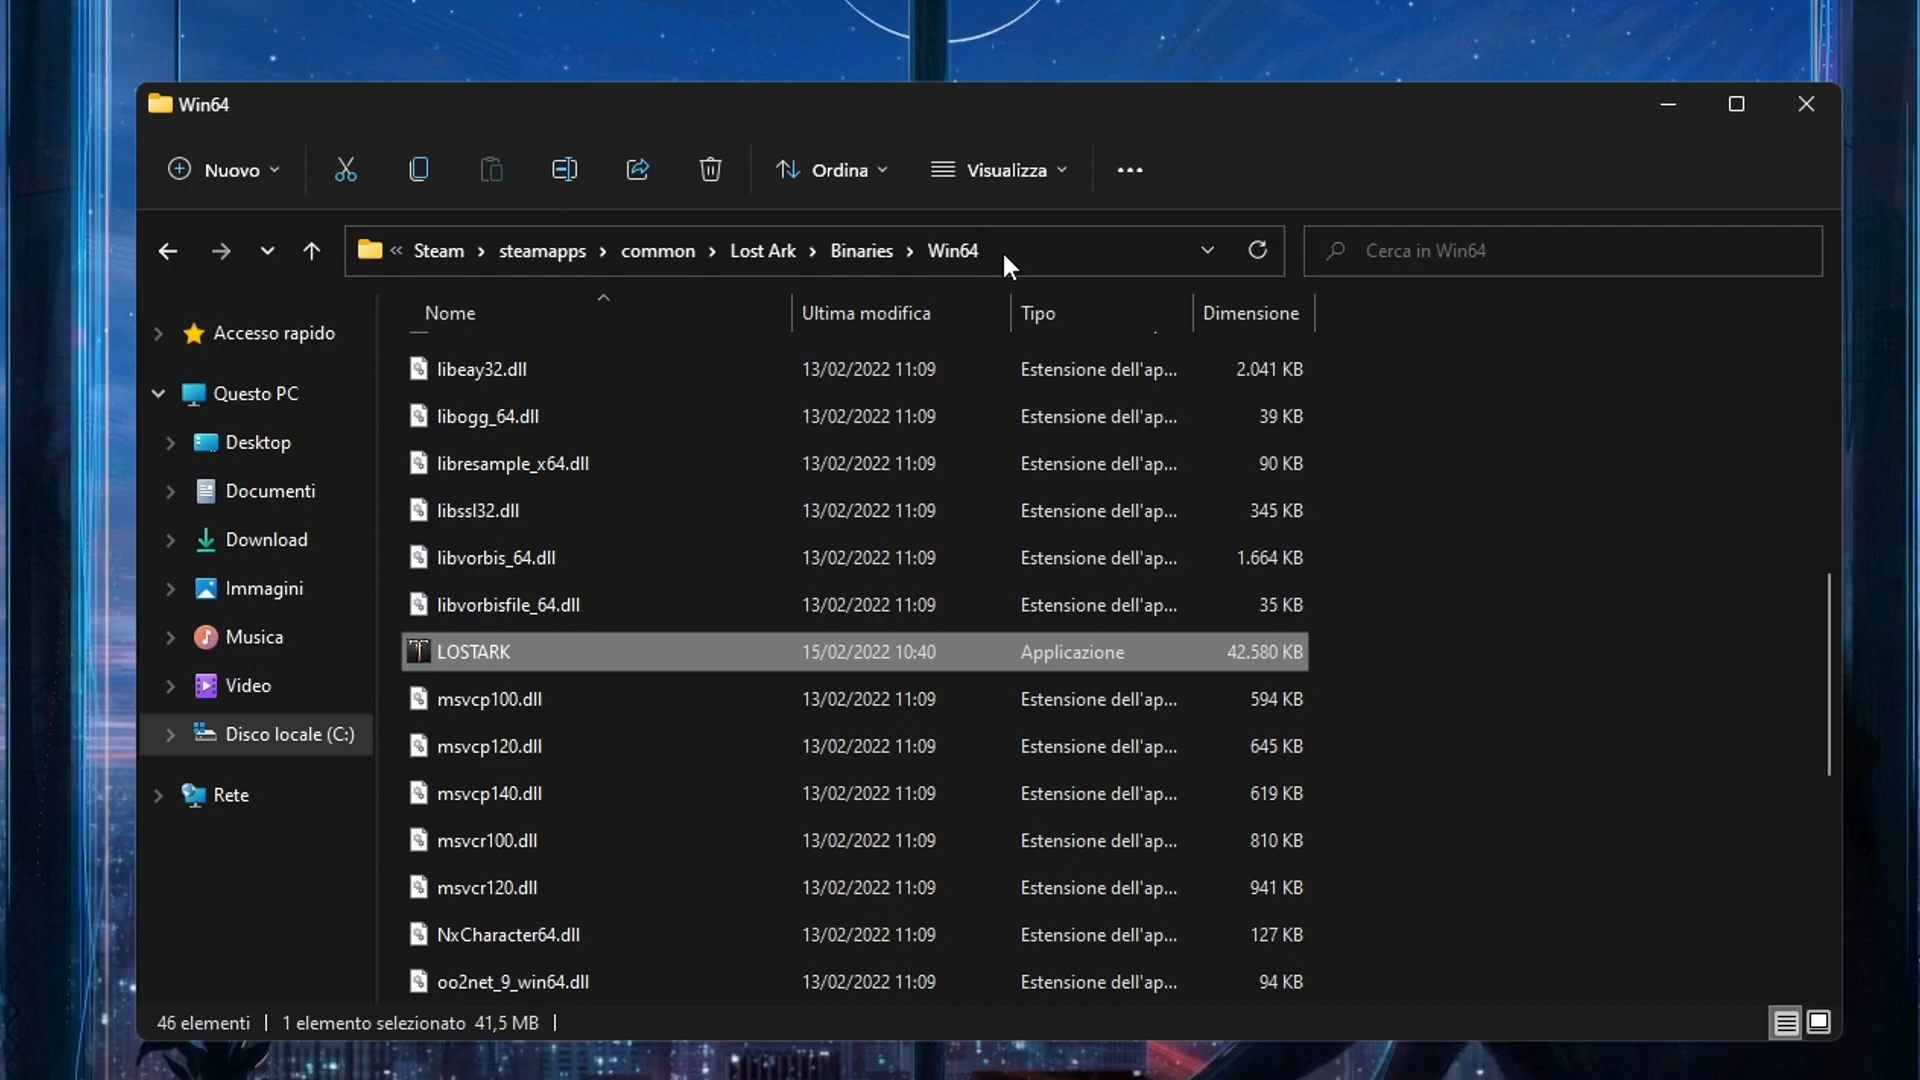 Win64
Nuovo Ordina Visualizza
« Steam > steamapps > common > Lost Ark > Binaries > Win64 Cerca in Win64
Nome Ultima modifica Tipo Dimensione
Accesso rapido
Questo PC
Desktop
Documenti
Download
Immagini
Musica
Video
Disco locale (C:)
Rete
libeay32.dll 13/02/2022 11:09 Estensione dell'ap... 2.041 KB
libogg_64.dll 13/02/2022 11:09 Estensione dell'ap... 39 KB
libresample_x64.dll 13/02/2022 11:09 Estensione dell'ap... 90 KB
libssl32.dll 13/02/2022 11:09 Estensione dell'ap... 345 KB
libvorbis_64.dll 13/02/2022 11:09 Estensione dell'ap... 1.664 KB
libvorbisfile_64.dll 13/02/2022 11:09 Estensione dell'ap... 35 KB
LOSTARK 15/02/2022 10:40 Applicazione 42.580 KB
msvcp100.dll 13/02/2022 11:09 Estensione dell'ap... 594 KB
msvcp120.dll 13/02/2022 11:09 Estensione dell'ap... 645 KB
msvcp140.dll 13/02/2022 11:09 Estensione dell'ap... 619 KB
msvcr100.dll 13/02/2022 11:09 Estensione dell'ap... 810 KB
msvcr120.dll 13/02/2022 11:09 Estensione dell'ap... 941 KB
NxCharacter64.dll 13/02/2022 11:09 Estensione dell'ap... 127 KB
oo2net_9_win64.dll 13/02/2022 11:09 Estensione dell'ap... 94 KB
46 elementi | 1 elemento selezionato 41,5 MB |